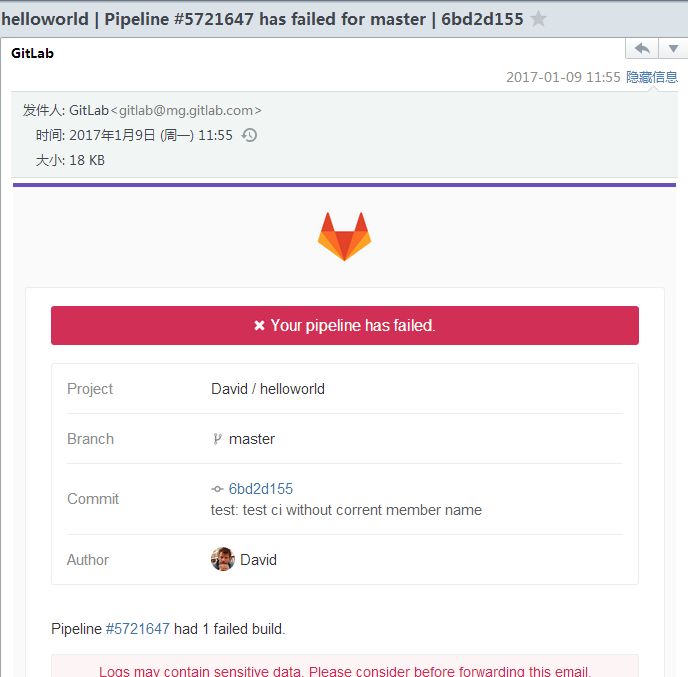 helloworld | Pipeline #5721647 has failed for master | 6bd2d155
GitLab
2017-01-09 11:55 隐藏信息
发件人: GitLab<gitlab@mg.gitlab.com>
时间: 2017年1月9日 (周一) 11:55
大小: 18 KB
Your pipeline has failed.
Project David / helloworld
Branch master
Commit 6bd2d155
test: test ci without corrent member name
Author David
Pipeline #5721647 had 1 failed build.
Logs may contain sensitive data. Please consider before forwarding this email.